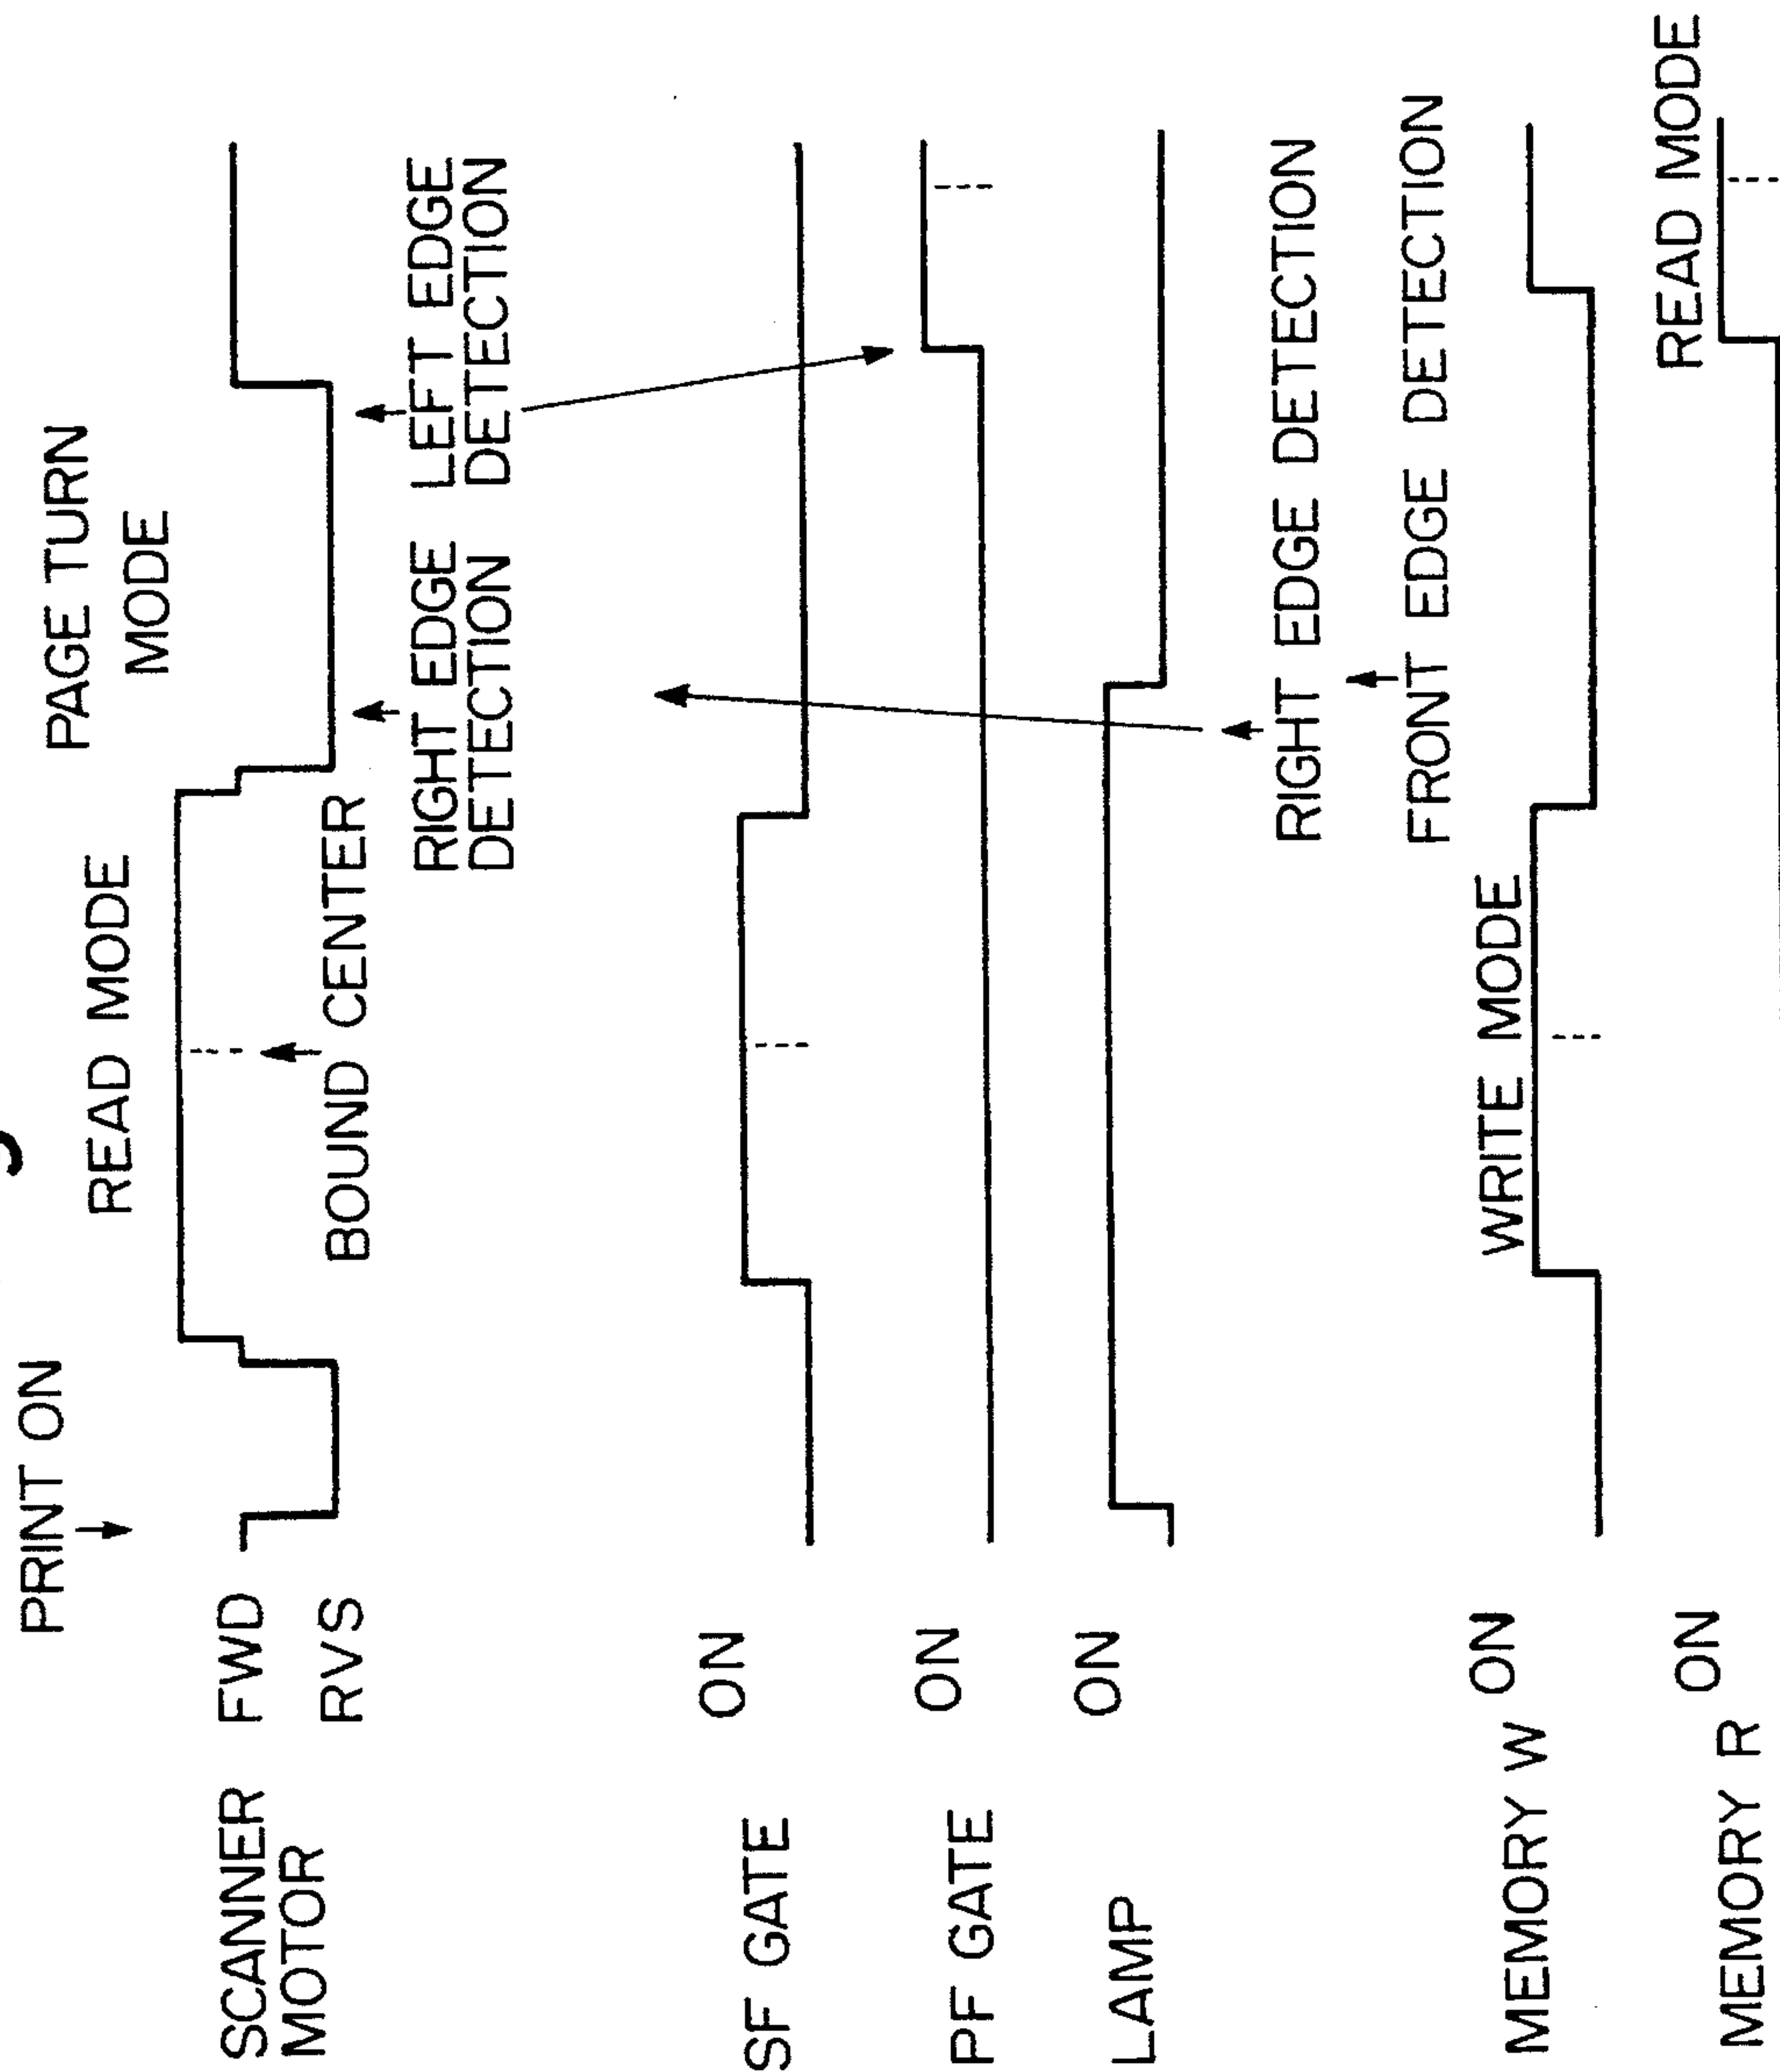 PRINT ON
READ MODE
PAGE TURN
MODE
SCANNER
MOTOR
FWD
RVS
BOUND CENTER
RIGHT EDGE
DETECTION
LEFT EDGE
DETECTION
SF GATE
ON
PF GATE
ON
LAMP
ON
RIGHT EDGE DETECTION
FRONT EDGE DETECTION
MEMORY W
ON
WRITE MODE
MEMORY R
ON
READ MODE